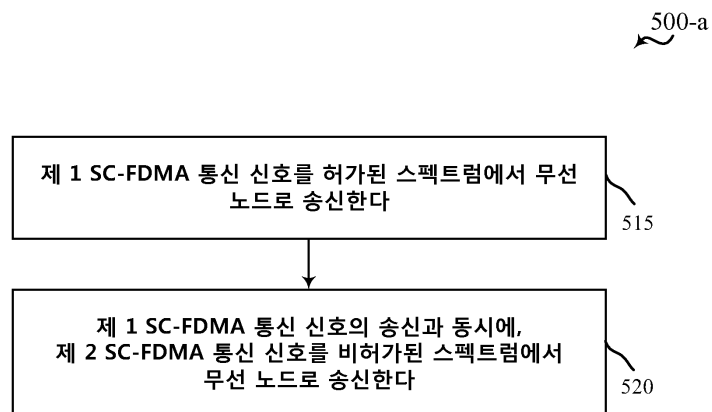 500-a
제 1 SC-FDMA 통신 신호를 허가된 스펙트럼에서 무선
노드로 송신한다
515
제 1 SC-FDMA 통신 신호의 송신과 동시에,
제 2 SC-FDMA 통신 신호를 비허가된 스펙트럼에서
무선 노드로 송신한다
520